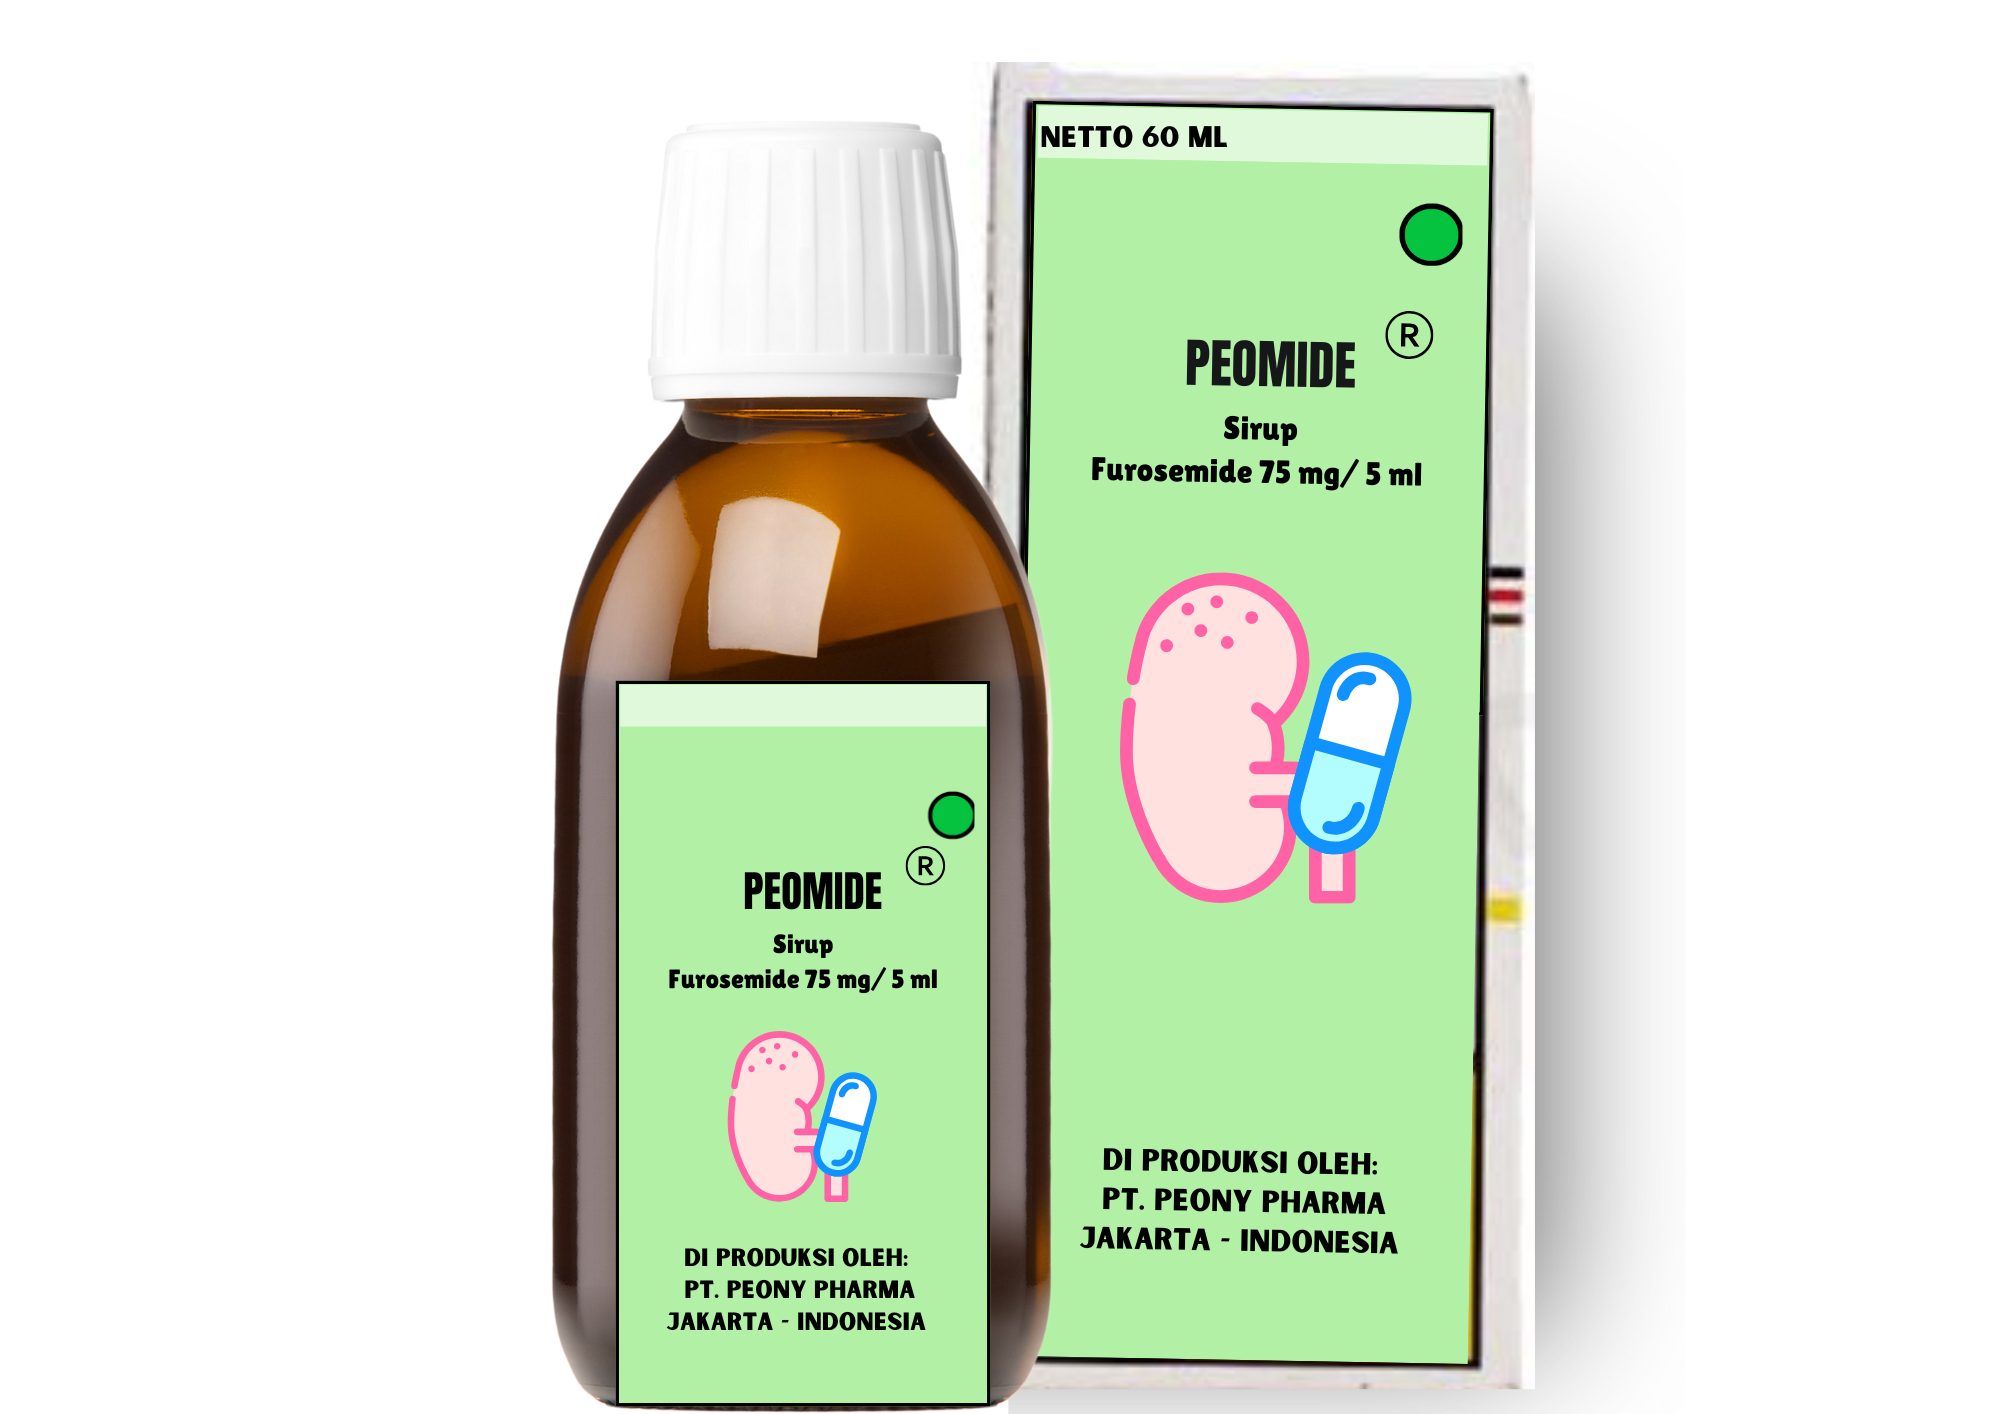 NETTO 60 ML
PEOMIDE ®
Sirup
Furosemide 75 mg/ 5 ml
DI PRODUKSI OLEH:
PT. PEONY PHARMA
JAKARTA - INDONESIA
PEOMIDE ®
Sirup
Furosemide 75 mg/ 5 ml
DI PRODUKSI OLEH:
PT. PEONY PHARMA
JAKARTA - INDONESIA